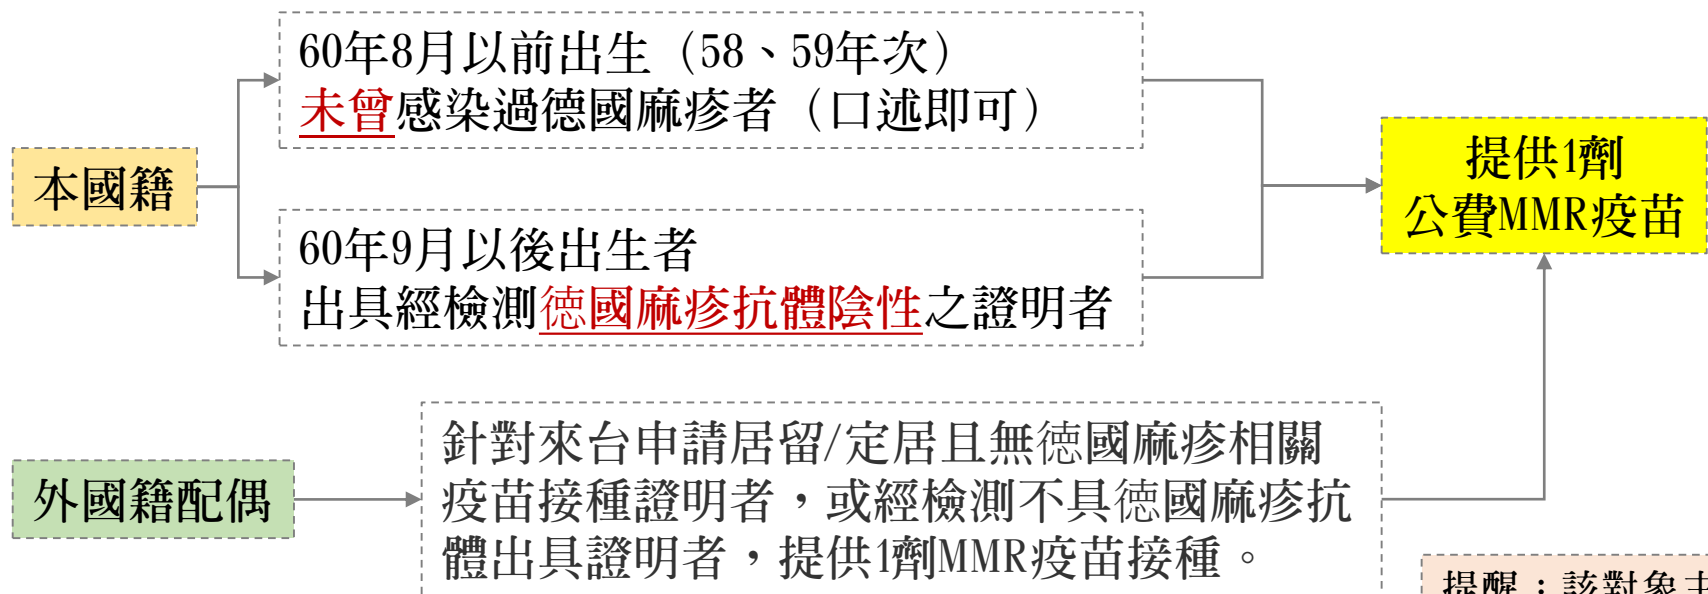 60年8月以前出生（58、59年次）
未曾感染過德國麻疹者（口述即可）
本國籍
60年9月以後出生者
出具經檢測德國麻疹抗體陰性之證明者
提供1劑
公費MMR疫苗
外國籍配偶
針對來台申請居留/定居且無德國麻疹相關
疫苗接種證明者，或經檢測不具德國麻疹抗
體出具證明者，提供1劑MMR疫苗接種。
提醒：該對象